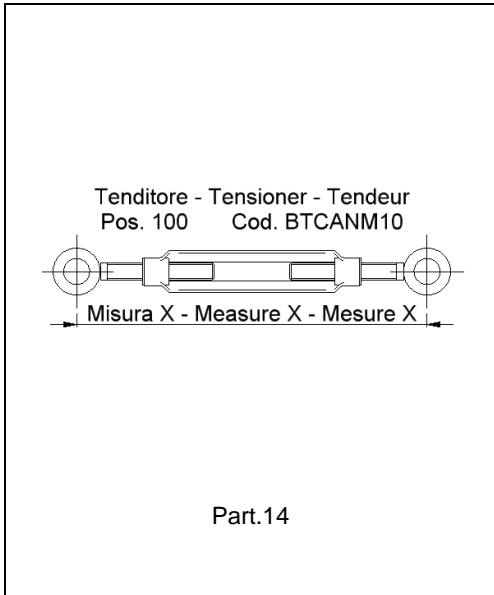 Tenditore - Tensioner - Tendeur
Pos. 100 Cod. BTCANM10
Misura X - Measure X - Mesure X
Part.14